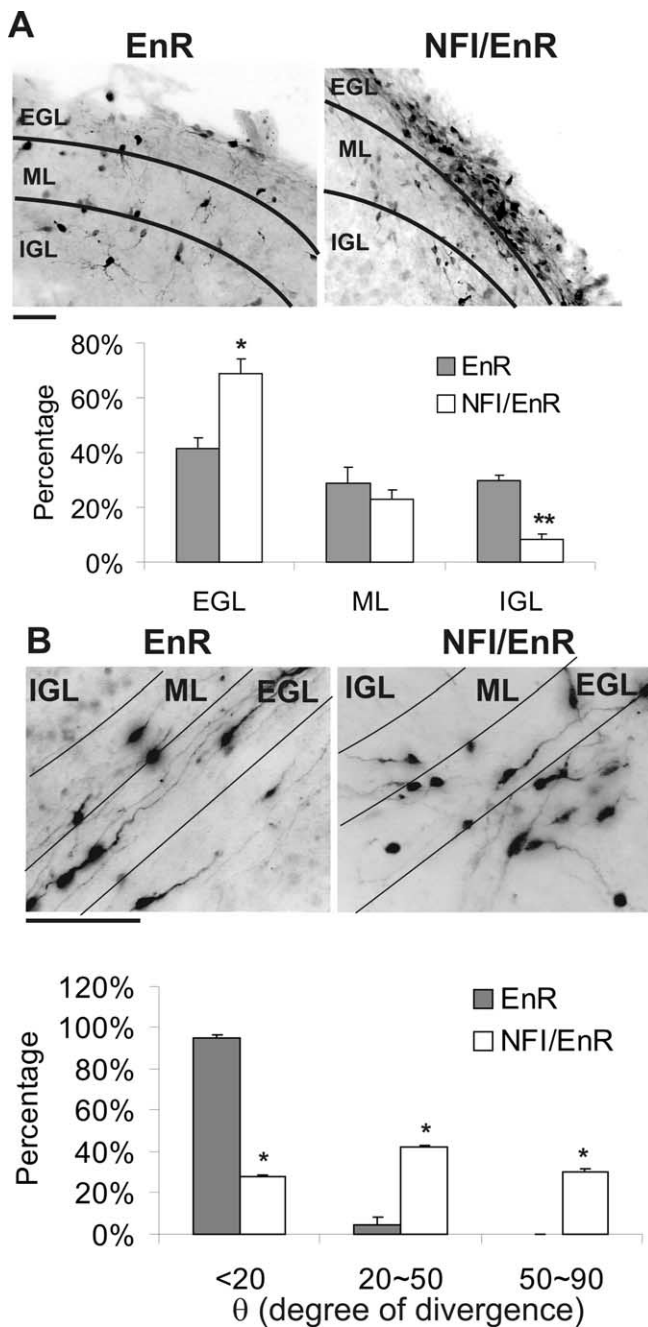 A
EnR NFI/EnR
EGL EGL
ML ML
IGL IGL
80%
60%
40%
20%
0%
Percentage
*
**
EnR
NFI/EnR
EGL ML IGL
B
EnR NFI/EnR
IGL ML EGL IGL ML EGL
120%
100%
80%
60%
40%
20%
0%
Percentage
EnR
NFI/EnR
* * *
<20 20~50 50~90
θ (degree of divergence)